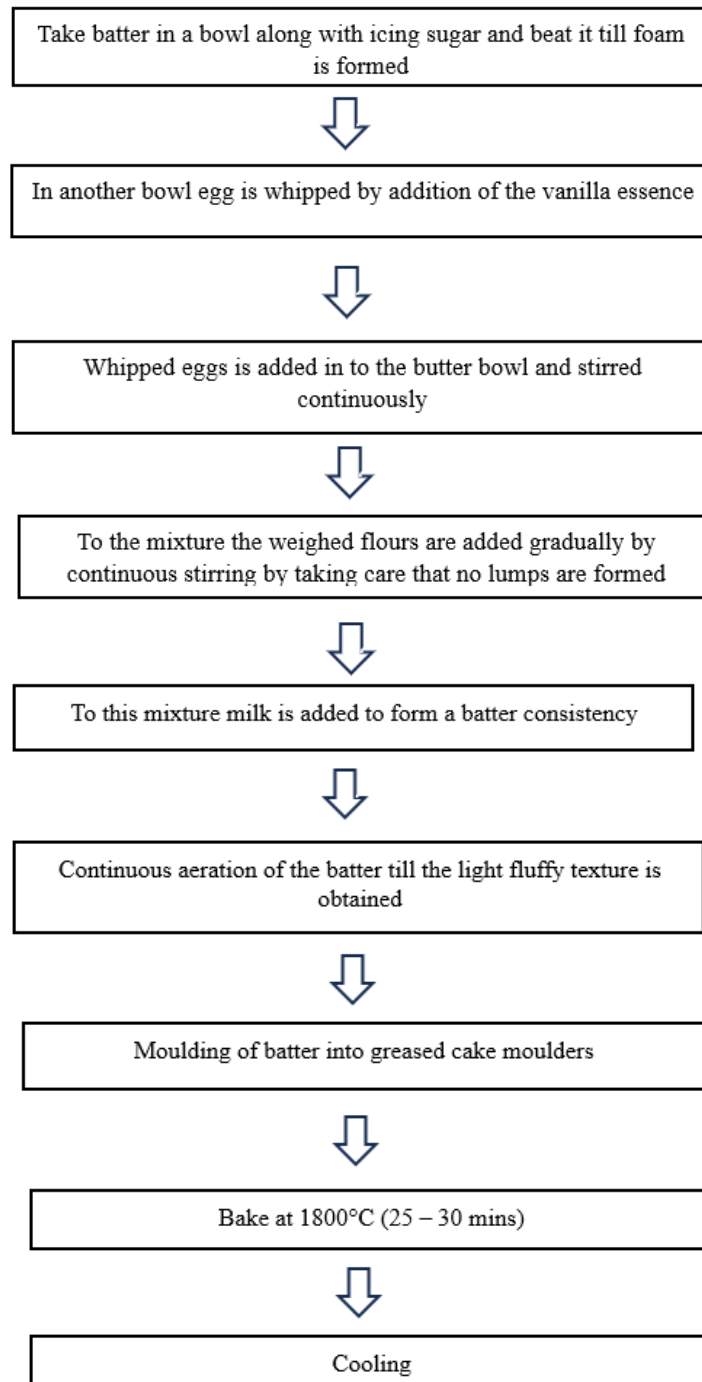 Take batter in a bowl along with icing sugar and beat it till foam
is formed
In another bowl egg is whipped by addition of the vanilla essence
Whipped eggs is added in to the butter bowl and stirred
continuously
To the mixture the weighed flours are added gradually by
continuous stirring by taking care that no lumps are formed
To this mixture milk is added to form a batter consistency
Continuous aeration of the batter till the light fluffy texture is
obtained
Moulding of batter into greased cake moulders
Bake at 1800°C (25 – 30 mins)
Cooling